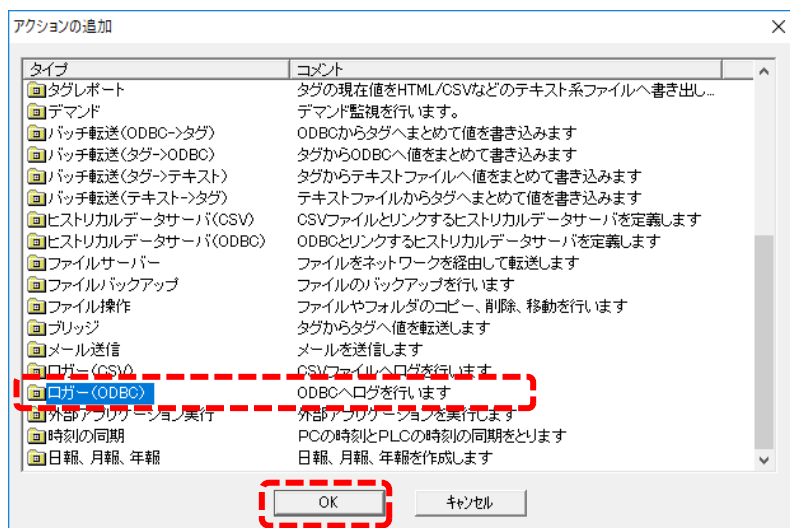 アクションの追加
タイプ コメント
タグレポート タグの現在値をHTML/CSVなどのテキスト系ファイルへ書き出し...
デマンド デマンド監視を行います。
バッチ転送(ODBC->タグ) ODBCからタグへまとめて値を書き込みます
バッチ転送(タグ->ODBC) タグからODBCへ値をまとめて書き込みます
バッチ転送(タグ->テキスト) タグからテキストファイルへ値をまとめて書き込みます
バッチ転送(テキスト->タグ) テキストファイルからタグへまとめて値を書き込みます
ヒストリカルデータサーバ(CSV) CSVファイルとリンクするヒストリカルデータサーバを定義します
ヒストリカルデータサーバ(ODBC) ODBCとリンクするヒストリカルデータサーバを定義します
ファイルサーバー ファイルをネットワークを経由して転送します
ファイルバックアップ ファイルのバックアップを行います
ファイル操作 ファイルやフォルダのコピー、削除、移動を行います
ブリッジ タグからタグへ値を転送します
メール送信 メールを送信します
ロガー(CSV) CSVファイルへログを行います
ロガー(ODBC) ODBCへログを行います
外部アプリケーション実行 外部アプリケーションを実行します
時刻の同期 PCの時刻とPLCの時刻の同期をとります
日報、月報、年報 日報、月報、年報を作成します
OK キャンセル